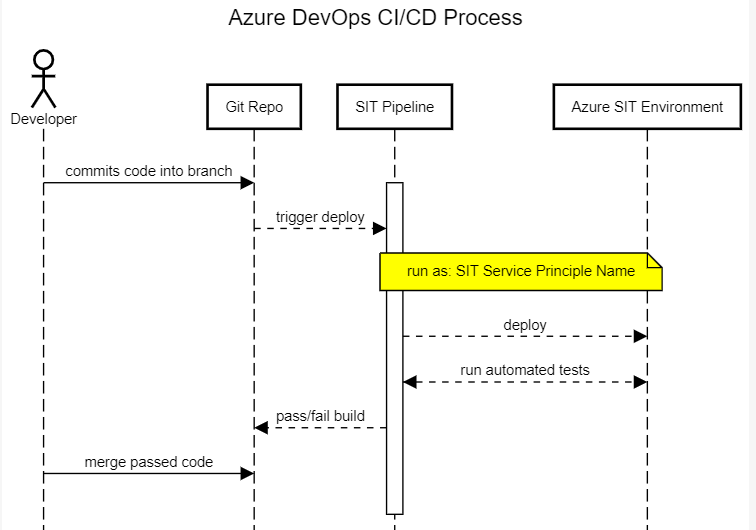 Azure DevOps CI/CD Process
Developer
Git Repo
SIT Pipeline
Azure SIT Environment
commits code into branch
trigger deploy
run as: SIT Service Principle Name
deploy
run automated tests
pass/fail build
merge passed code